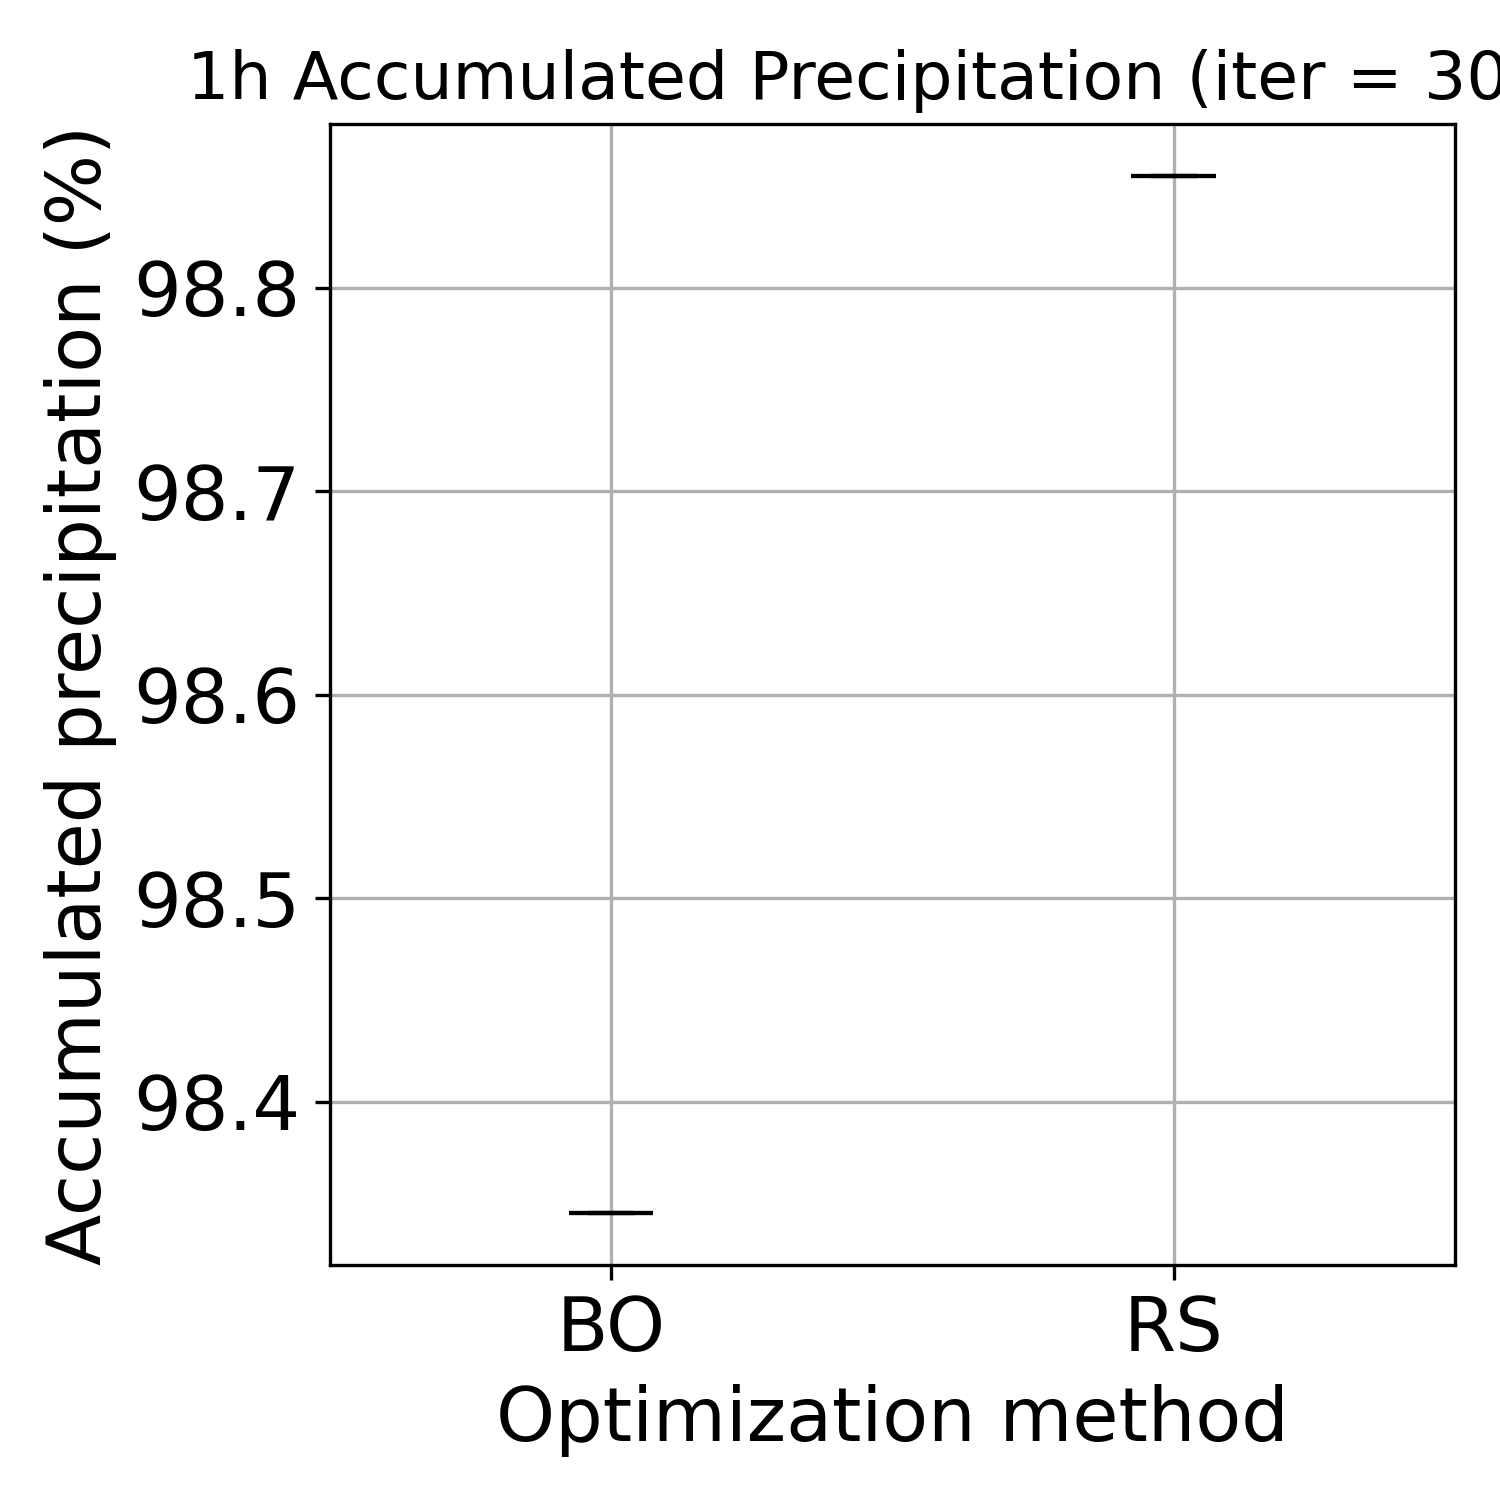 1h Accumulated Precipitation (iter = 30
Accumulated precipitation (%)
98.8
98.7
98.6
98.5
98.4
BO
RS
Optimization method